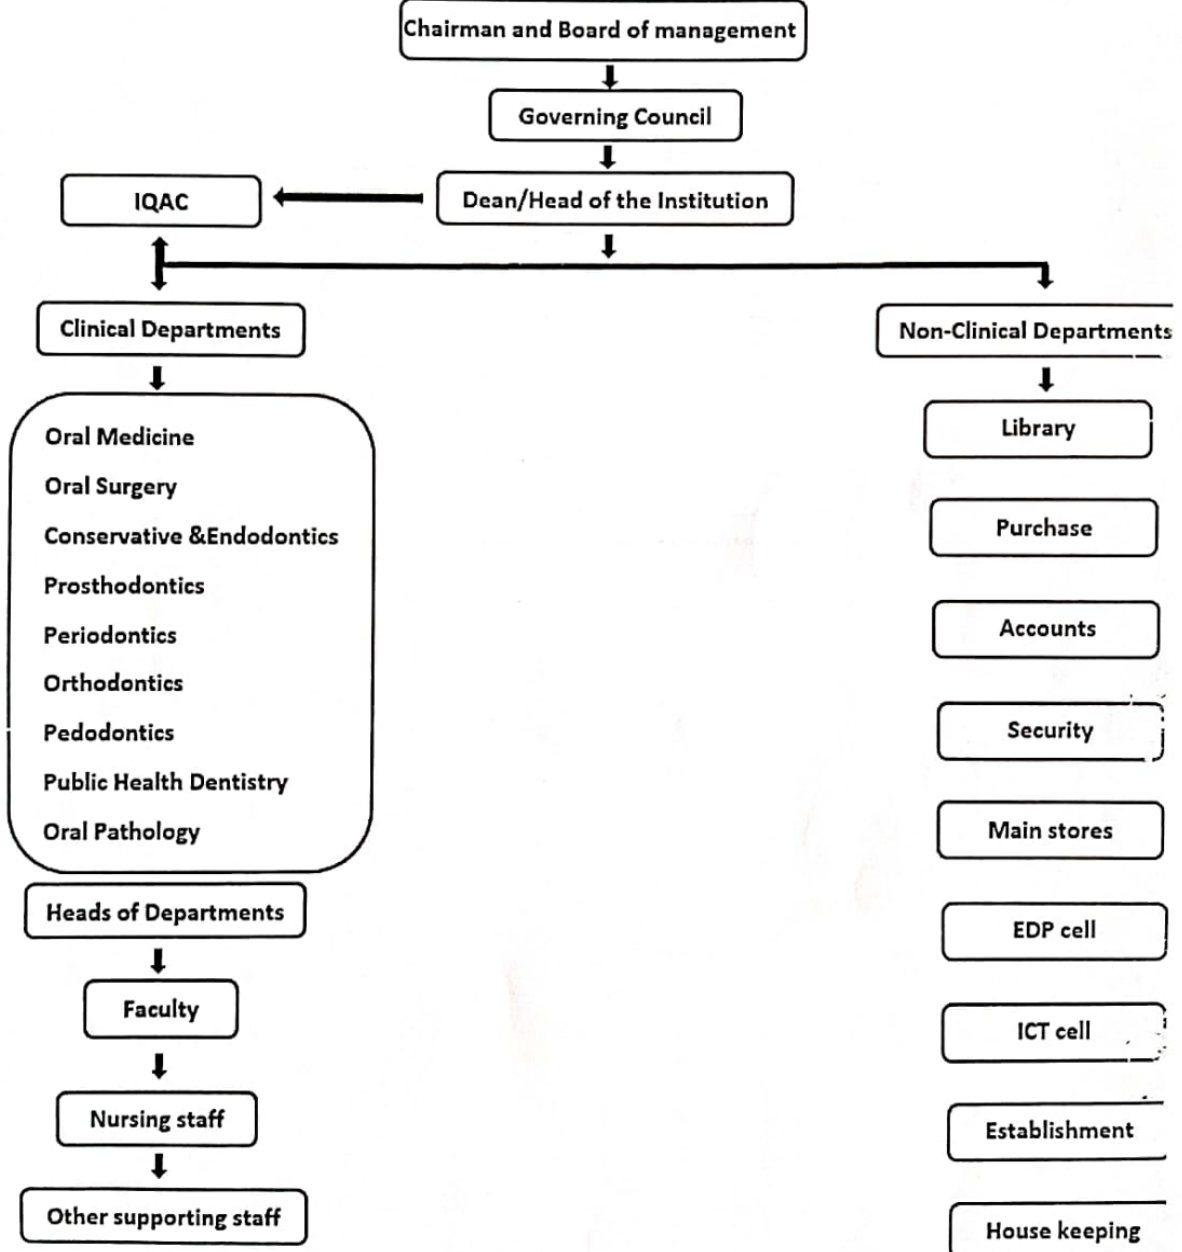 Chairman and Board of management
Governing Council
IQAC
Dean/Head of the Institution
Clinical Departments
Non-Clinical Departments
Oral Medicine
Oral Surgery
Conservative &Endodontics
Prosthodontics
Periodontics
Orthodontics
Pedodontics
Public Health Dentistry
Oral Pathology
Heads of Departments
Faculty
Nursing staff
Other supporting staff
Library
Purchase
Accounts
Security
Main stores
EDP cell
ICT cell
Establishment
House keeping